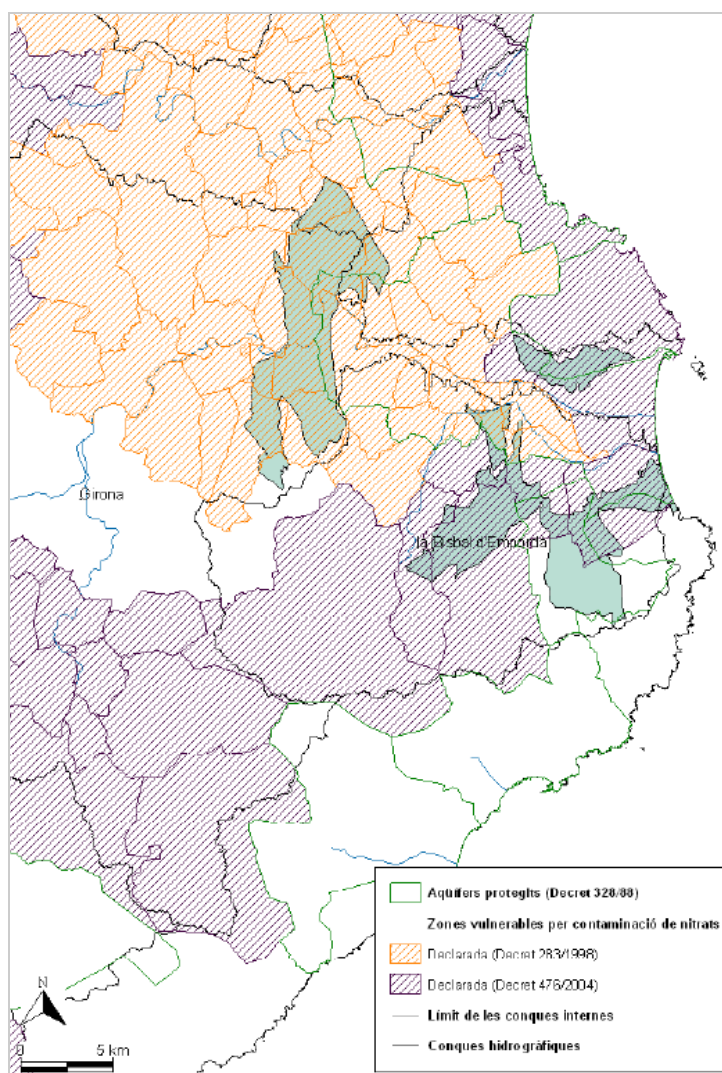 Girona
la Bisbal d'Empordà
Aqüífers protegits (Decret 328/88)
Zones vulnerables per contaminació de nitrats
Declarada (Decret 283/1998)
Declarada (Decret 476/2004)
Límit de les conques internes
Conques hidrogràfiques
N
0 5 km